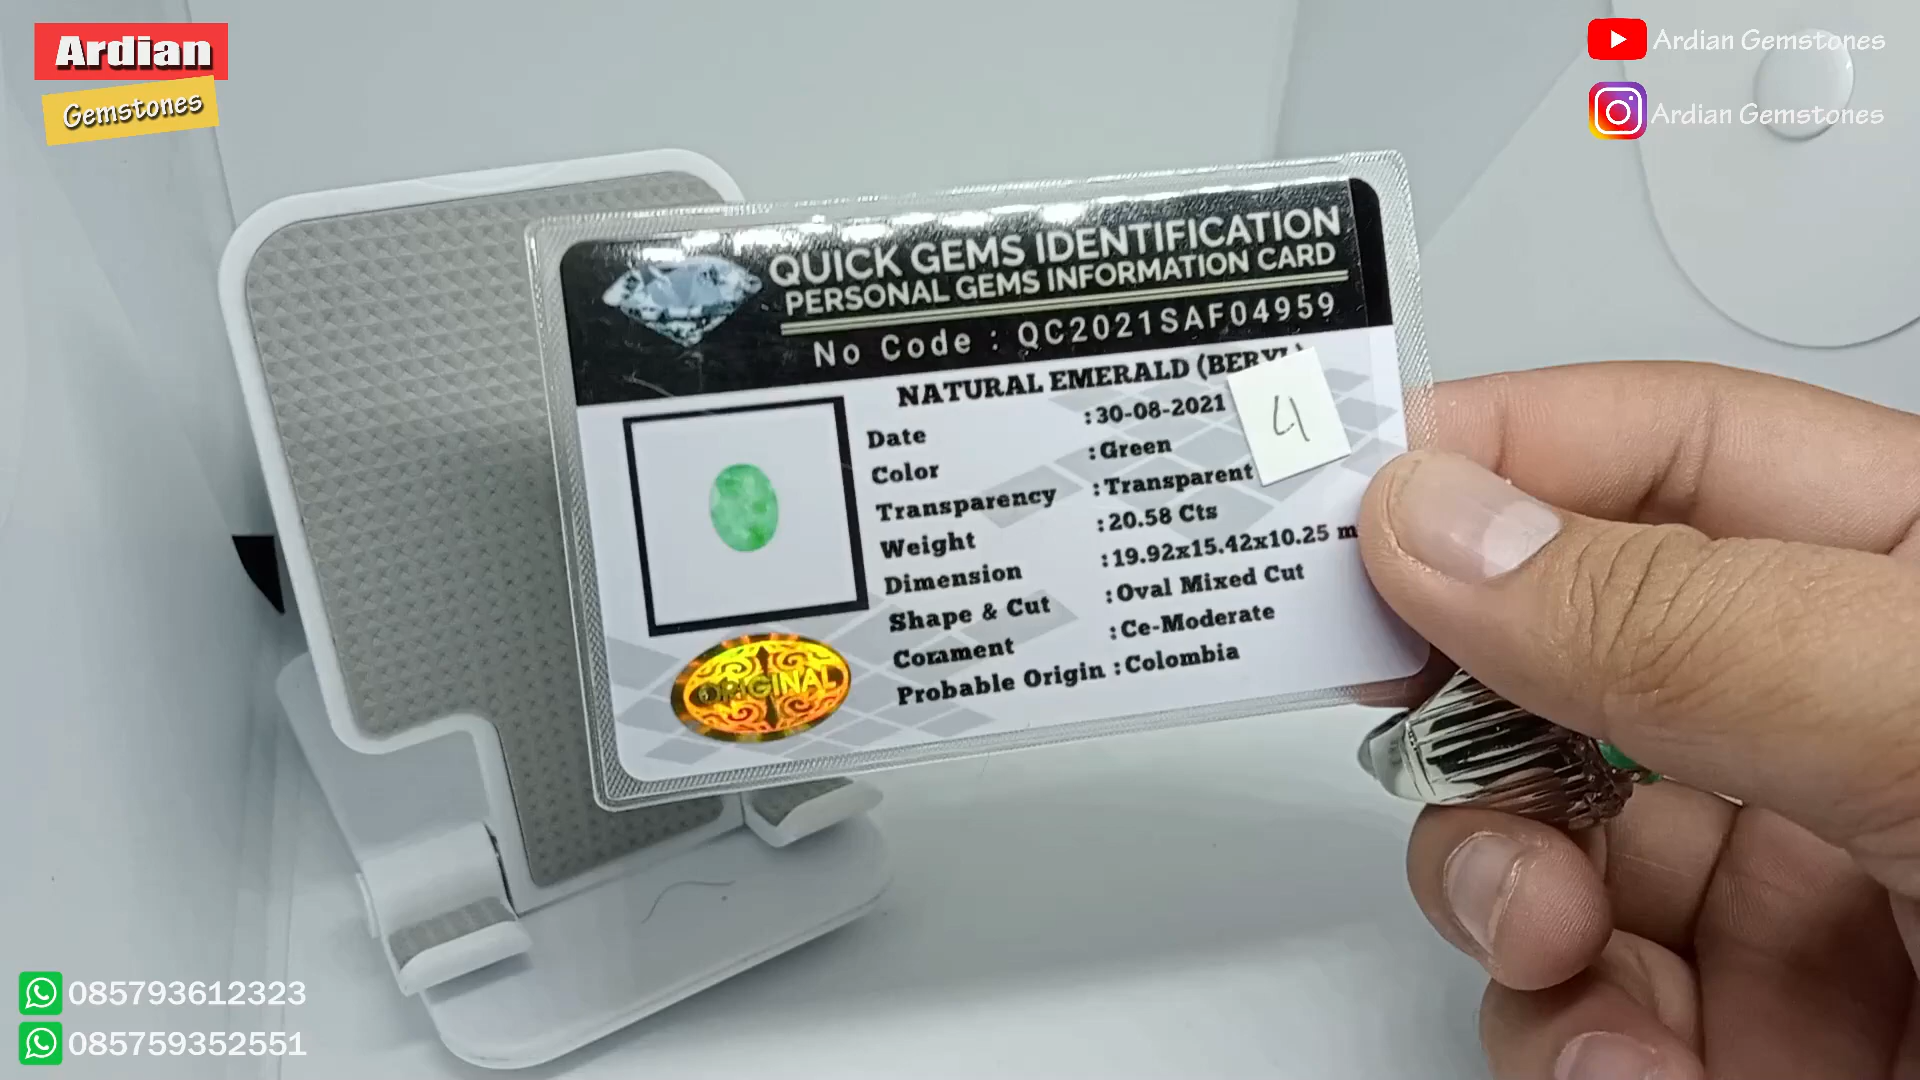 Ardian
Gemstones
Ardian Gemstones
Ardian Gemstones
QUICK GEMS IDENTIFICATION
PERSONAL GEMS INFORMATION CARD
No Code : QC2021SAF04959
NATURAL EMERALD (BERYL)
4
Date : 30-08-2021
Color : Green
Transparency : Transparent
Weight : 20.58 Cts
Dimension : 19.92x15.42x10.25 m
Shape & Cut : Oval Mixed Cut
Comment : Ce-Moderate
Probable Origin : Colombia
ORIGINAL
085793612323
085759352551